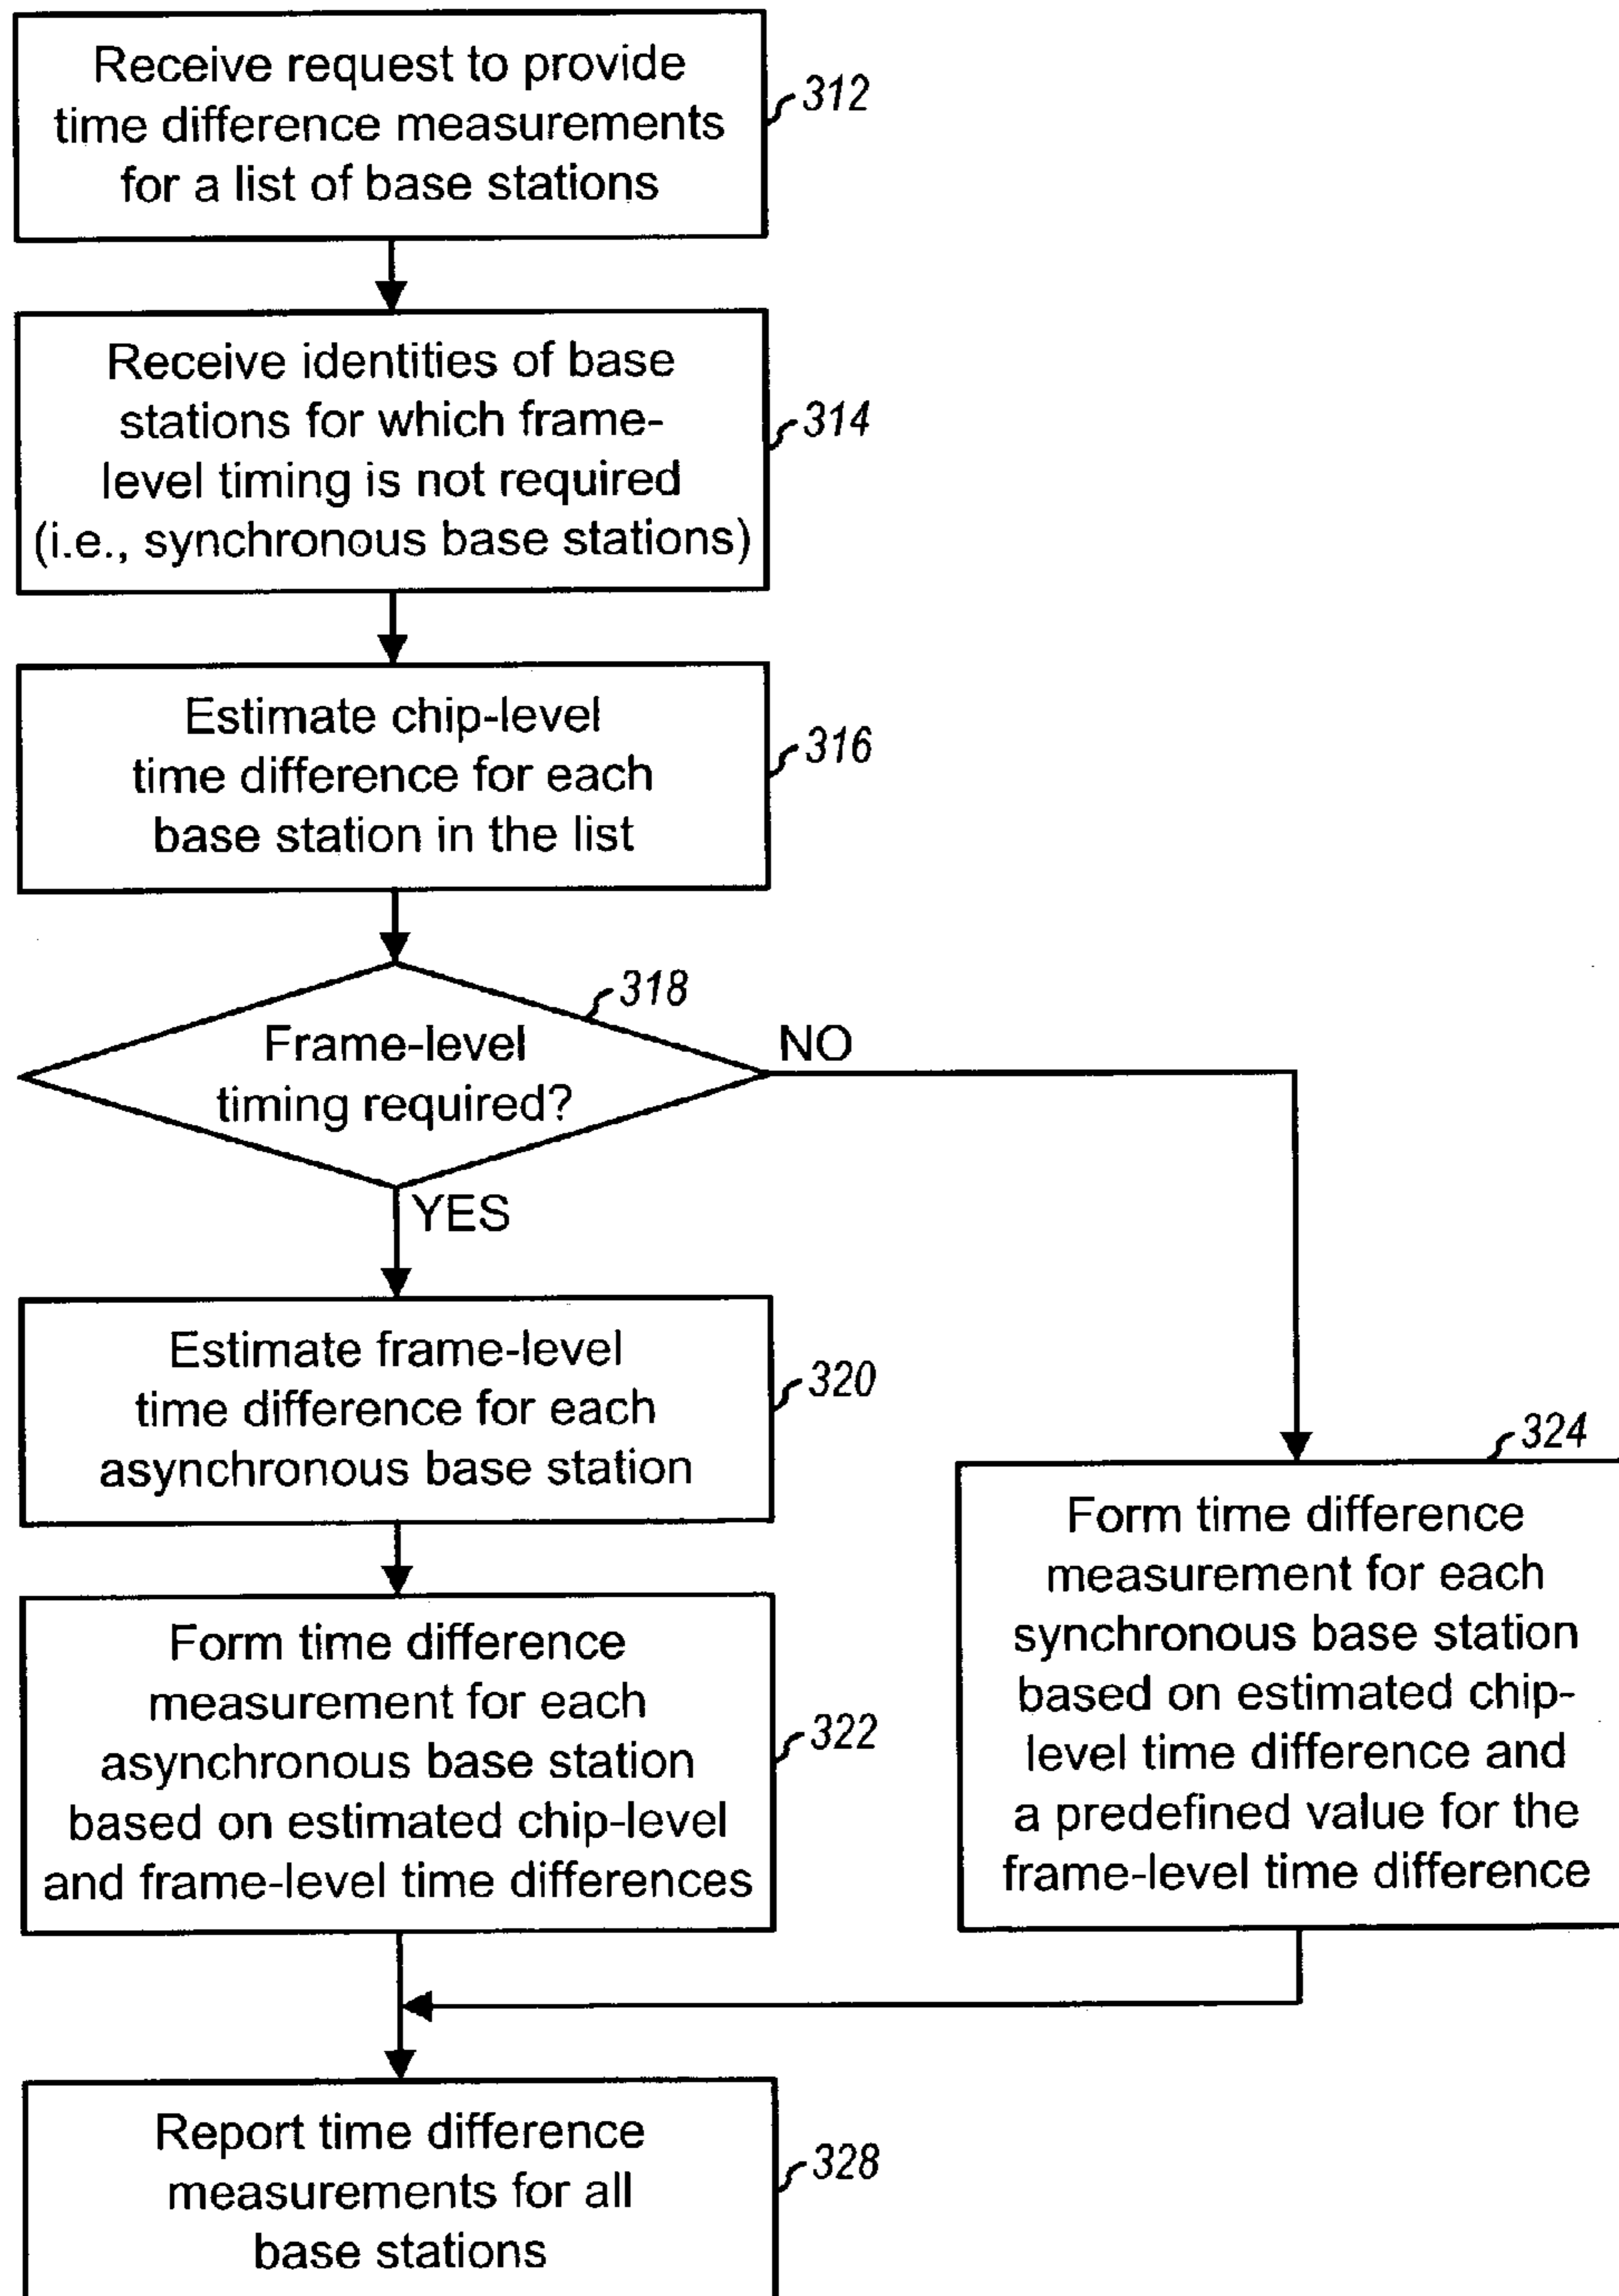 Receive request to provide
time difference measurements
for a list of base stations
312
Receive identities of base
stations for which frame-
level timing is not required
(i.e., synchronous base stations)
314
Estimate chip-level
time difference for each
base station in the list
316
318
Frame-level
timing required?
NO
YES
Estimate frame-level
time difference for each
asynchronous base station
320
Form time difference
measurement for each
asynchronous base station
based on estimated chip-level
and frame-level time differences
322
324
Form time difference
measurement for each
synchronous base station
based on estimated chip-
level time difference and
a predefined value for the
frame-level time difference
Report time difference
measurements for all
base stations
328